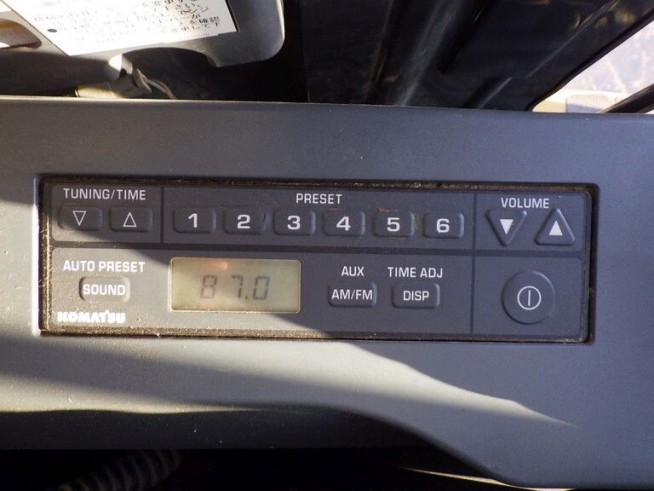 TUNING/TIME
PRESET
VOLUME
1 2 3 4 5 6
AUTO PRESET
SOUND
87.0
AUX
AM/FM
TIME ADJ
DISP
KOMATSU